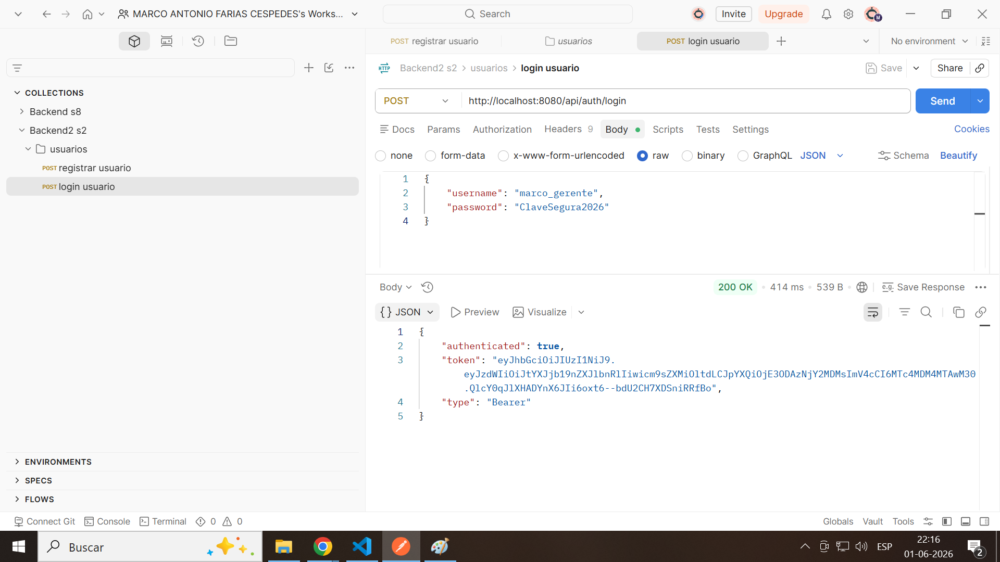 MARCO ANTONIO FARIAS CESPEDES's Works...
Search
Invite
Upgrade
M
POST registrar usuario
usuarios
POST login usuario
No environment
COLLECTIONS
Backend s8
Backend2 s2
usuarios
POST registrar usuario
POST login usuario
ENVIRONMENTS
SPECS
FLOWS
HTTP Backend2 s2 > usuarios > login usuario
Save
Share
POST
http://localhost:8080/api/auth/login
Send
Docs Params Authorization Headers 9 Body Scripts Tests Settings
Cookies
none form-data x-www-form-urlencoded raw binary GraphQL JSON
Schema Beautify
1 {
2 "username": "marco_gerente",
3 "password": "ClaveSegura2026"
4 }
Body
200 OK • 414 ms • 539 B
e.g. Save Response
{} JSON
Preview
Visualize
1 {
2 "authenticated": true,
3 "token": "eyJhbGciOiJIUzI1NiJ9.
eyJzdWIiOiJtYXJjb19nZXJlbnRlIiwicm9sZXMiOltdLCJpYXQiOjE3ODAzNjY2MDMsImV4cCI6MTc4MDM4MTAwM30
.QlcY0qJlXHADYnX6JIi6oxt6--bdU2CH7XDSniRRfBo",
4 "type": "Bearer"
5 }
Connect Git
Console
Terminal
0
0
Globals
Vault
Tools
Buscar
ESP
22:16
01-06-2026
2